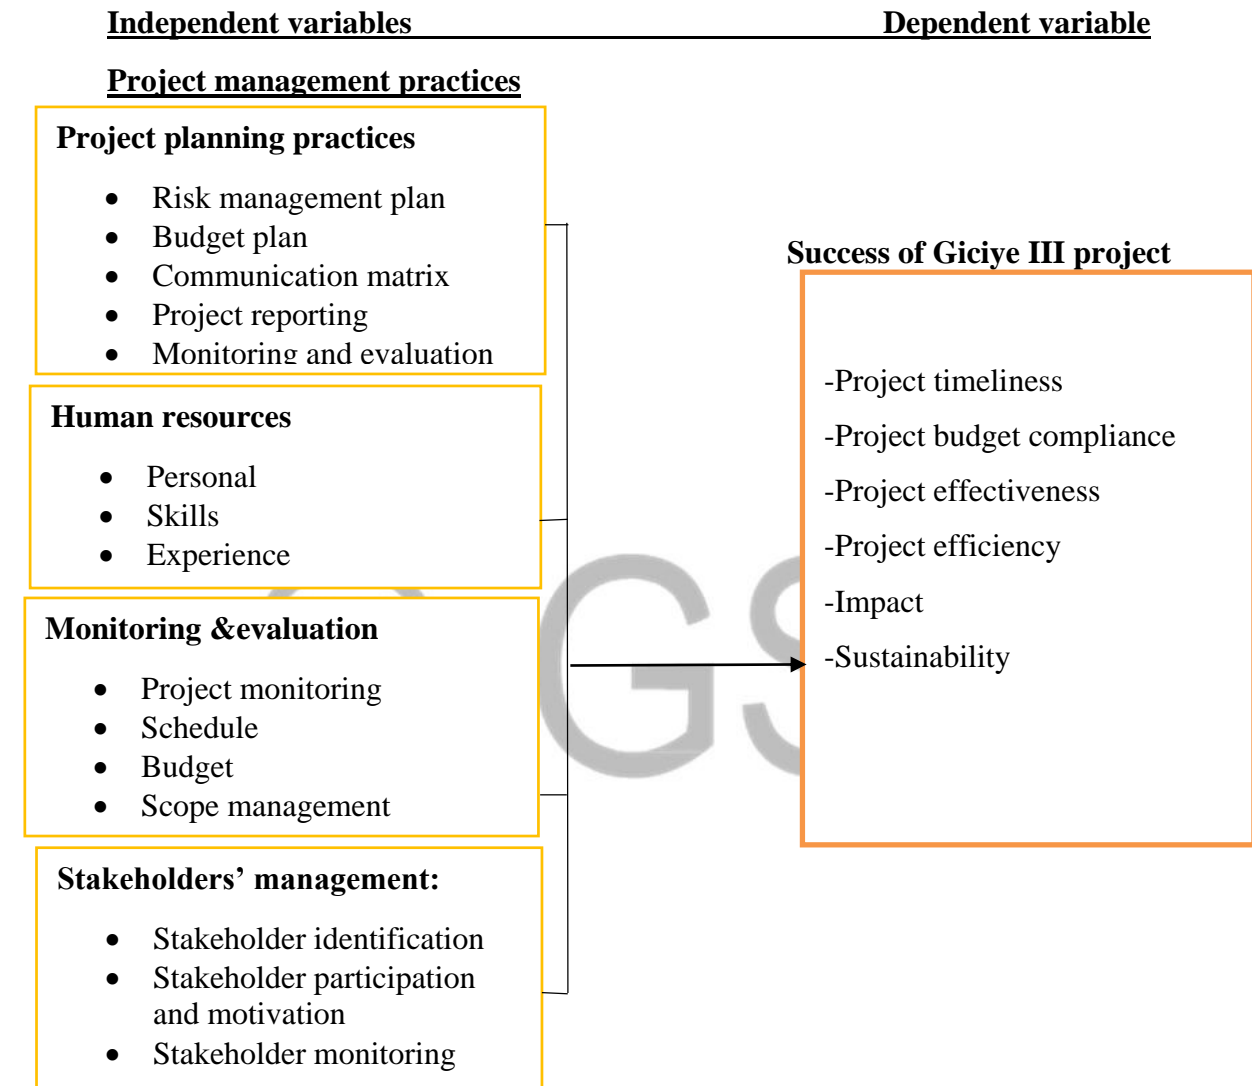 Independent variables Dependent variable
Project management practices
Project planning practices
• Risk management plan
• Budget plan
• Communication matrix
• Project reporting
• Monitoring and evaluation
Human resources
• Personal
• Skills
• Experience
Monitoring &evaluation
• Project monitoring
• Schedule
• Budget
• Scope management
Stakeholders’ management:
• Stakeholder identification
• Stakeholder participation
and motivation
• Stakeholder monitoring
Success of Giciye III project
-Project timeliness
-Project budget compliance
-Project effectiveness
-Project efficiency
-Impact
-Sustainability
GS